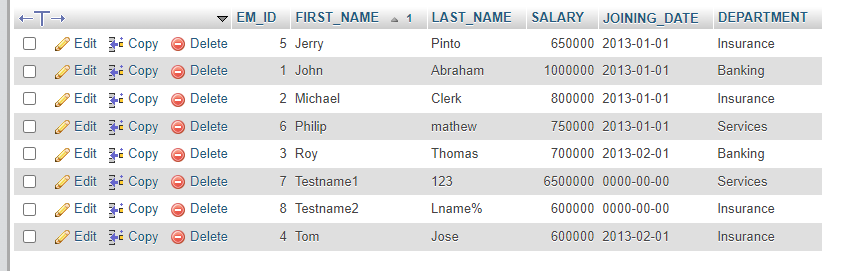 ←T→ EM_ID FIRST_NAME 1 LAST_NAME SALARY JOINING_DATE DEPARTMENT
Edit Copy Delete 5 Jerry Pinto 650000 2013-01-01 Insurance
Edit Copy Delete 1 John Abraham 1000000 2013-01-01 Banking
Edit Copy Delete 2 Michael Clerk 800000 2013-01-01 Insurance
Edit Copy Delete 6 Philip mathew 750000 2013-01-01 Services
Edit Copy Delete 3 Roy Thomas 700000 2013-02-01 Banking
Edit Copy Delete 7 Testname1 123 6500000 0000-00-00 Services
Edit Copy Delete 8 Testname2 Lname% 600000 0000-00-00 Insurance
Edit Copy Delete 4 Tom Jose 600000 2013-02-01 Insurance